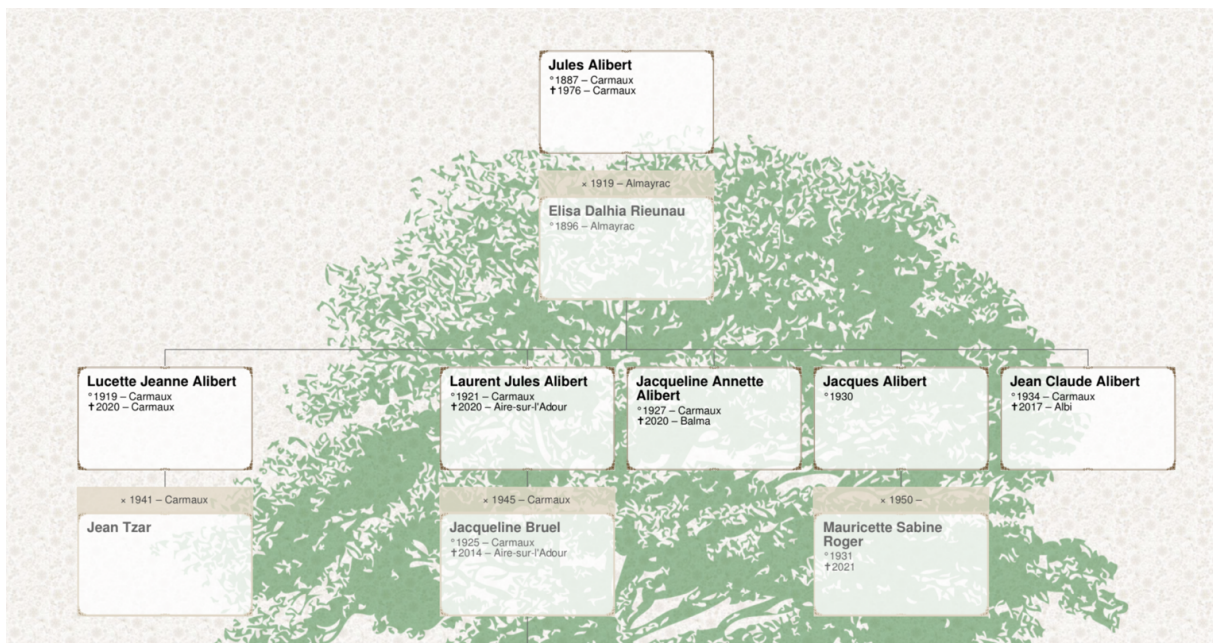 Jules Alibert
°1887 – Carmaux
✝1976 – Carmaux
× 1919 – Almayrac
Elisa Dalhia Rieunau
°1896 – Almayrac
Lucette Jeanne Alibert
°1919 – Carmaux
✝2020 – Carmaux
Laurent Jules Alibert
°1921 – Carmaux
✝2020 – Aire-sur-l'Adour
Jacqueline Annette
Alibert
°1927 – Carmaux
✝2020 – Balma
Jacques Alibert
°1930
Jean Claude Alibert
°1934 – Carmaux
✝2017 – Albi
× 1941 – Carmaux
Jean Tzar
× 1945 – Carmaux
Jacqueline Bruel
°1925 – Carmaux
✝2014 – Aire-sur-l'Adour
× 1950 –
Mauricette Sabine
Roger
°1931
✝2021